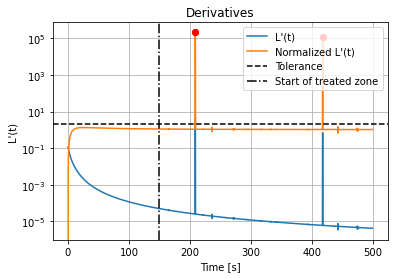 Derivatives
L'(t)
Normalized L'(t)
Tolerance
Start of treated zone
L'(t)
10^5
10^3
10^1
10^-1
10^-3
10^-5
0
100
200
300
400
500
Time [s]